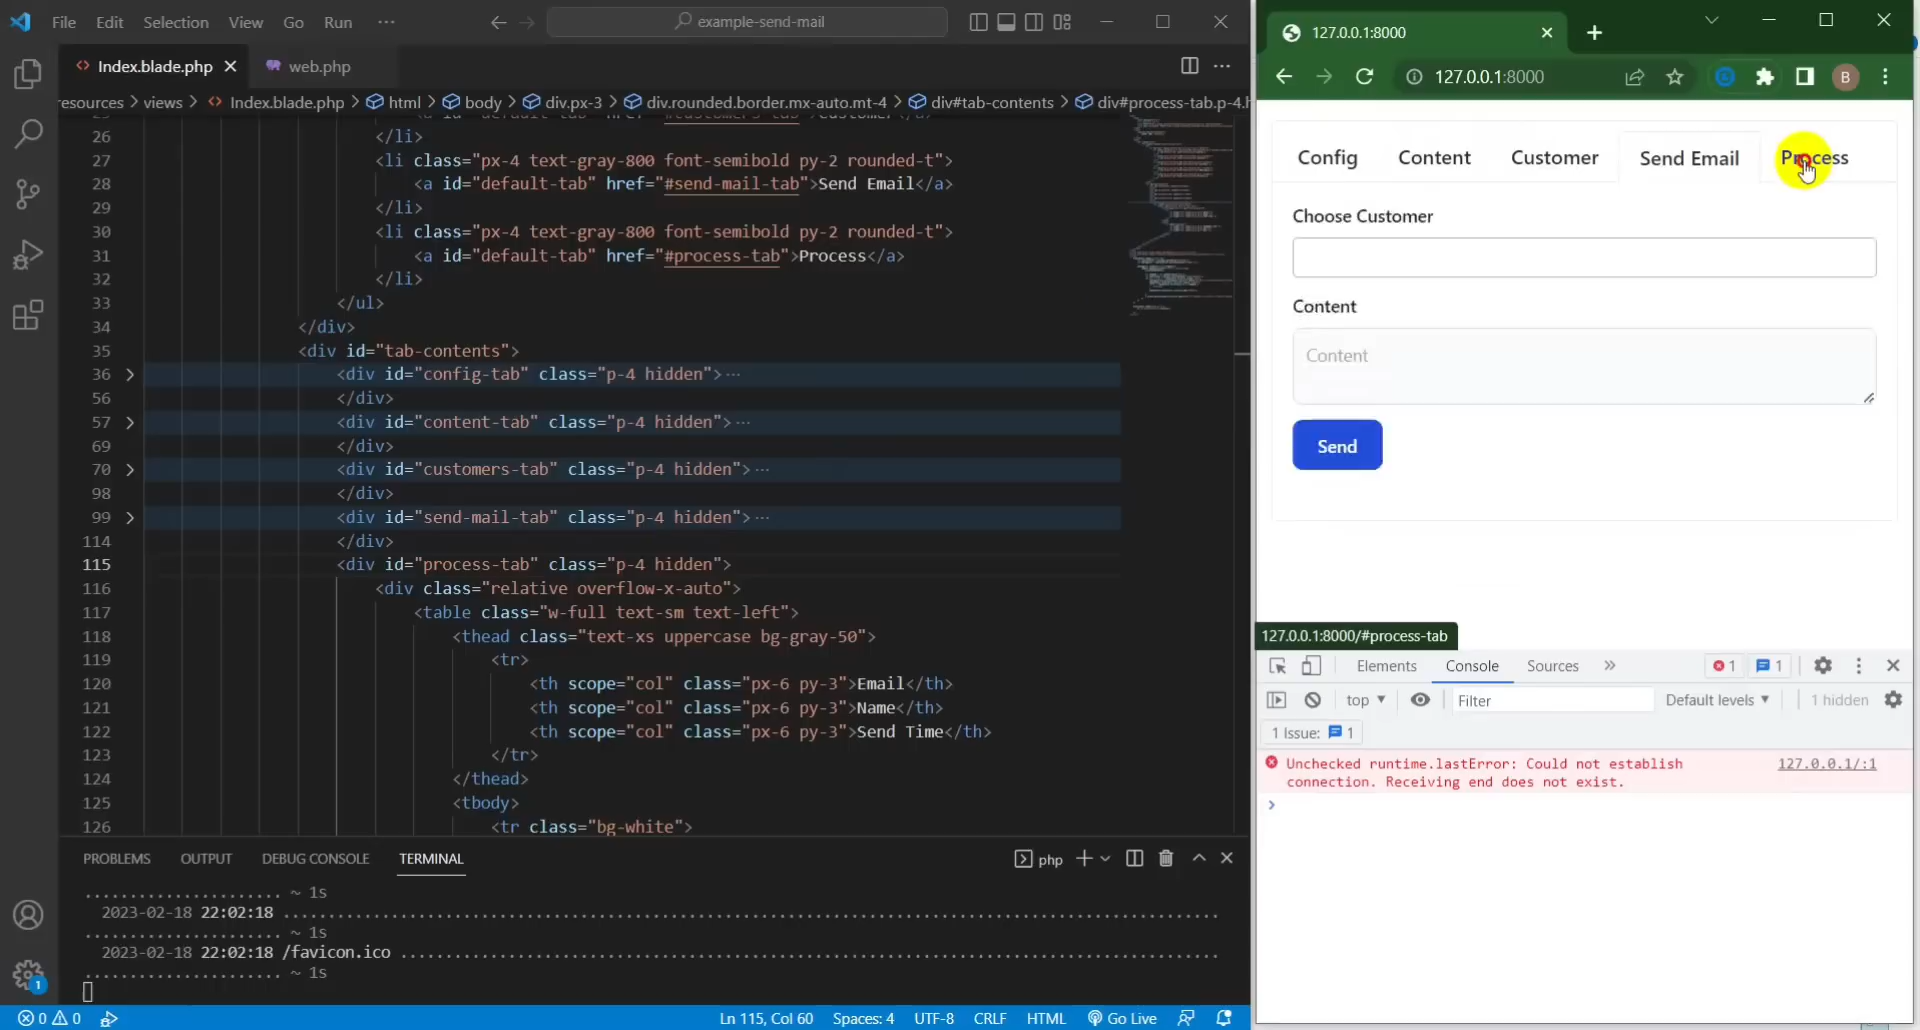 File Edit Selection View Go Run ··· example-send-mail
Index.blade.php web.php
resources > views > Index.blade.php > html > body > div.px-3 > div.rounded.border.mx-auto.mt-4 > div#tab-contents > div#process-tab.p-4.h
26 </li>
27 <li class="px-4 text-gray-800 font-semibold py-2 rounded-t">
28 <a id="default-tab" href="#send-mail-tab">Send Email</a>
29 </li>
30 <li class="px-4 text-gray-800 font-semibold py-2 rounded-t">
31 <a id="default-tab" href="#process-tab">Process</a>
32 </li>
33 </ul>
34 </div>
35 <div id="tab-contents">
36 <div id="config-tab" class="p-4 hidden">···
56 </div>
57 <div id="content-tab" class="p-4 hidden">···
69 </div>
70 <div id="customers-tab" class="p-4 hidden">···
98 </div>
99 <div id="send-mail-tab" class="p-4 hidden">···
114 </div>
115 <div id="process-tab" class="p-4 hidden">
116 <div class="relative overflow-x-auto">
117 <table class="w-full text-sm text-left">
118 <thead class="text-xs uppercase bg-gray-50">
119 <tr>
120 <th scope="col" class="px-6 py-3">Email</th>
121 <th scope="col" class="px-6 py-3">Name</th>
122 <th scope="col" class="px-6 py-3">Send Time</th>
123 </tr>
124 </thead>
125 <tbody>
126 <tr class="bg-white">
PROBLEMS OUTPUT DEBUG CONSOLE TERMINAL php
...................... ~ 1s
2023-02-18 22:02:18 ...................................................................................................
...................... ~ 1s
2023-02-18 22:02:18 /favicon.ico .......................................................................................
...................... ~ 1s
1
0 0 Ln 115, Col 60 Spaces: 4 UTF-8 CRLF HTML Go Live
127.0.0.1:8000
127.0.0.1:8000 B
Config Content Customer Send Email Process
Choose Customer
Content
Content
Send
127.0.0.1:8000/#process-tab
Elements Console Sources » 1 1
top Filter Default levels 1 hidden
1 Issue: 1
Unchecked runtime.lastError: Could not establish 127.0.0.1/:1
connection. Receiving end does not exist.